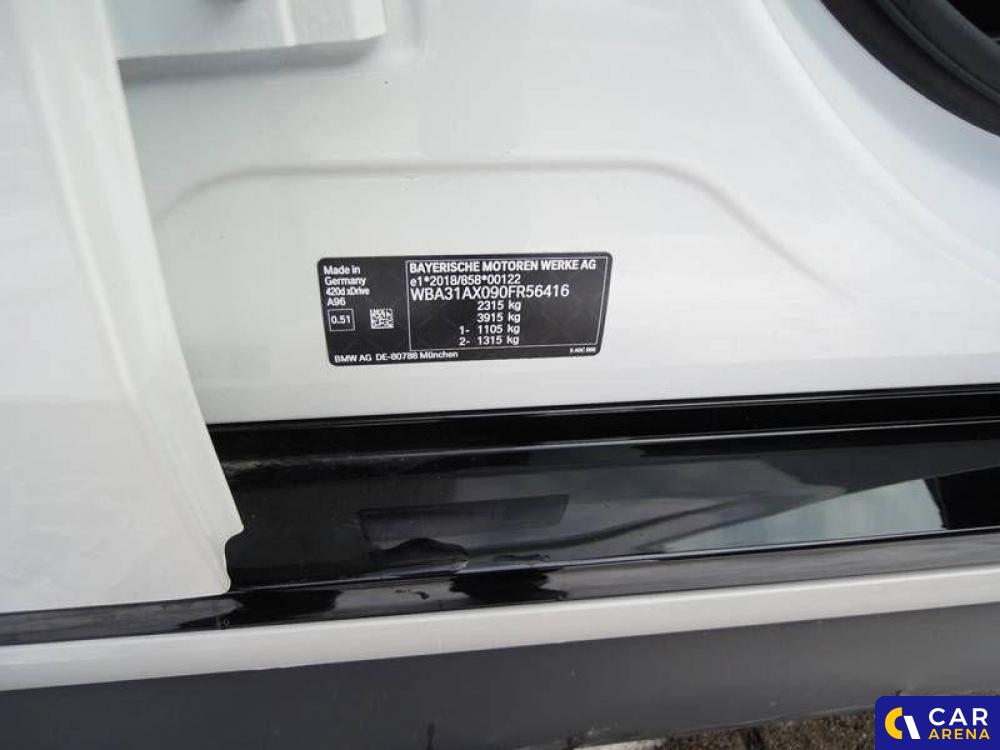 Made in
Germany
420d xDrive
A96
0.51
BAYERISCHE MOTOREN WERKE AG
e1*2018/858*00122
WBA31AX090FR56416
2315 kg
3915 kg
1- 1105 kg
2- 1315 kg
BMW AG DE-80788 München
CAR
ARENA